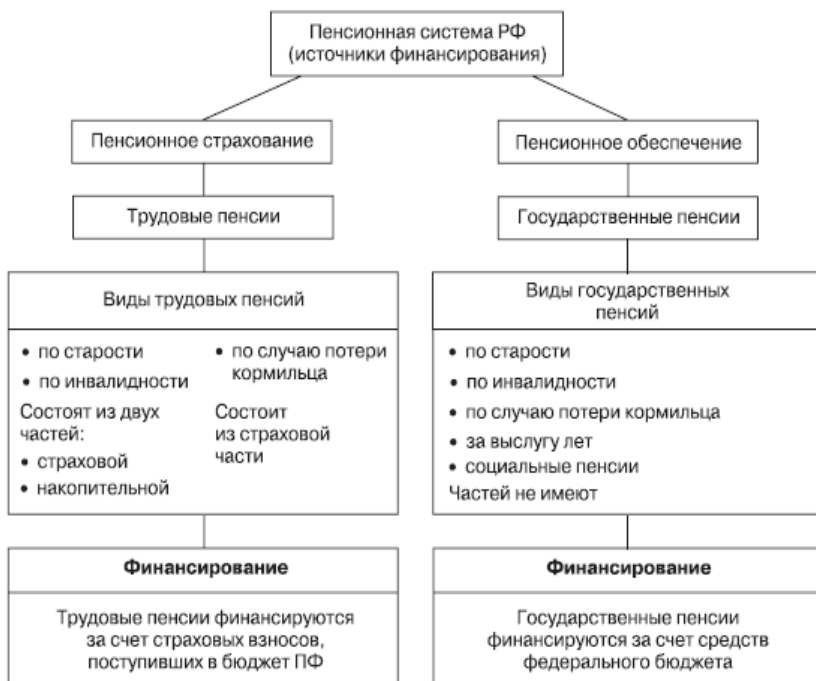 Пенсионная система РФ
(источники финансирования)
Пенсионное страхование
Пенсионное обеспечение
Трудовые пенсии
Государственные пенсии
Виды трудовых пенсий
• по старости
• по инвалидности
Состоят из двух
частей:
• страховой
• накопительной
• по случаю потери
кормильца
Состоит
из страховой
части
Виды государственных
пенсий
• по старости
• по инвалидности
• по случаю потери кормильца
• за выслугу лет
• социальные пенсии
Частей не имеют
Финансирование
Трудовые пенсии финансируются
за счет страховых взносов,
поступивших в бюджет ПФ
Финансирование
Государственные пенсии
финансируются за счет средств
федерального бюджета